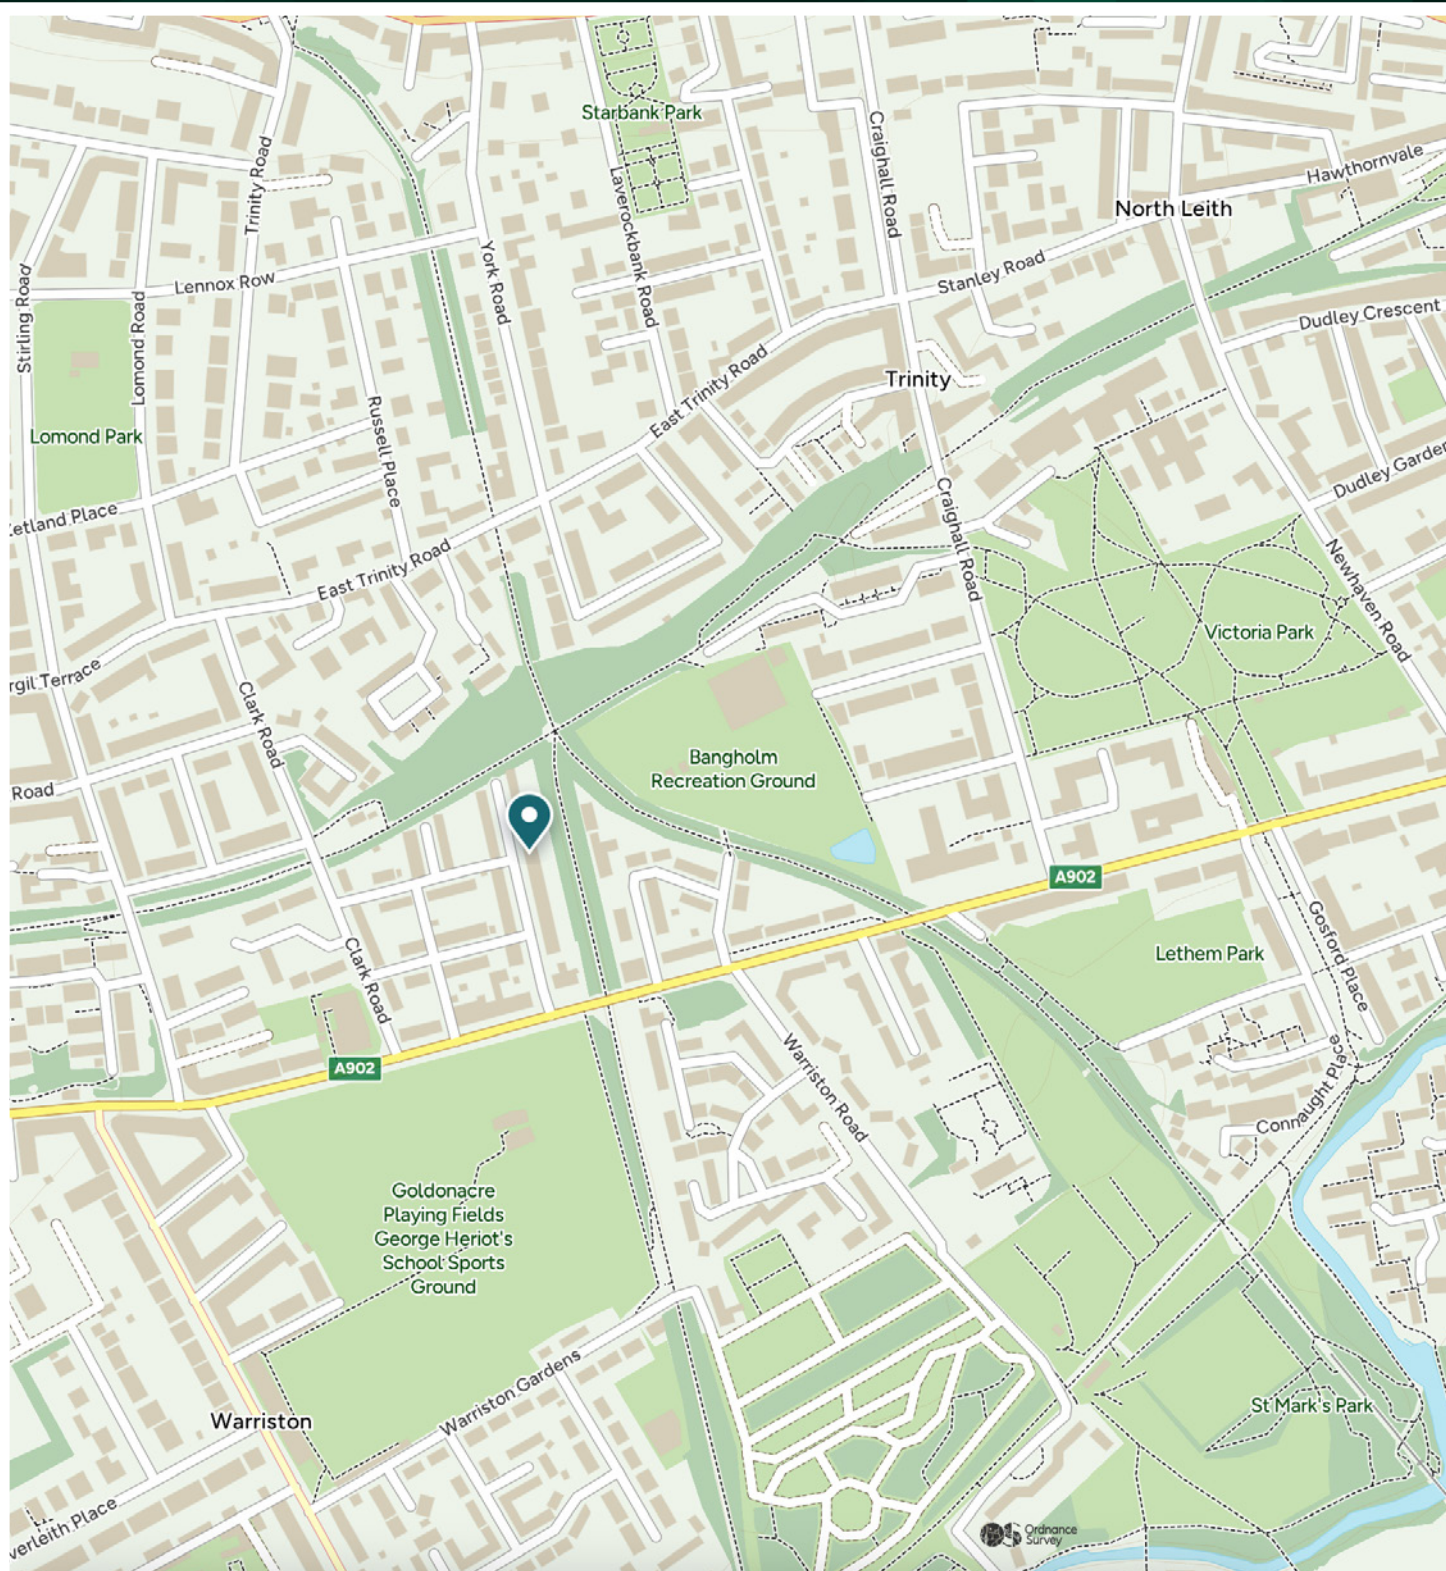 Starbank Park
Craighall Road
Trinity Road
Hawthornvale
North Leith
Laverockbank Road
York Road
Stanley Road
Lennox Row
Stirling Road
Lomond Road
Dudley Crescent
East Trinity Road
Trinity
Russell Place
Lomond Park
Dudley Garden
etland Place
Craighall Road
East Trinity Road
Newhaven Road
Victoria Park
rgil Terrace
Clark Road
Bangholm
Recreation Ground
Road
A902
Gosford Place
Clark Road
Lethem Park
A902
Warriston Road
Connaught Place
Goldonacre
Playing Fields
George Heriot's
School Sports
Ground
Warriston Gardens
Warriston
St Mark's Park
verleith Place
Ordnance
Survey